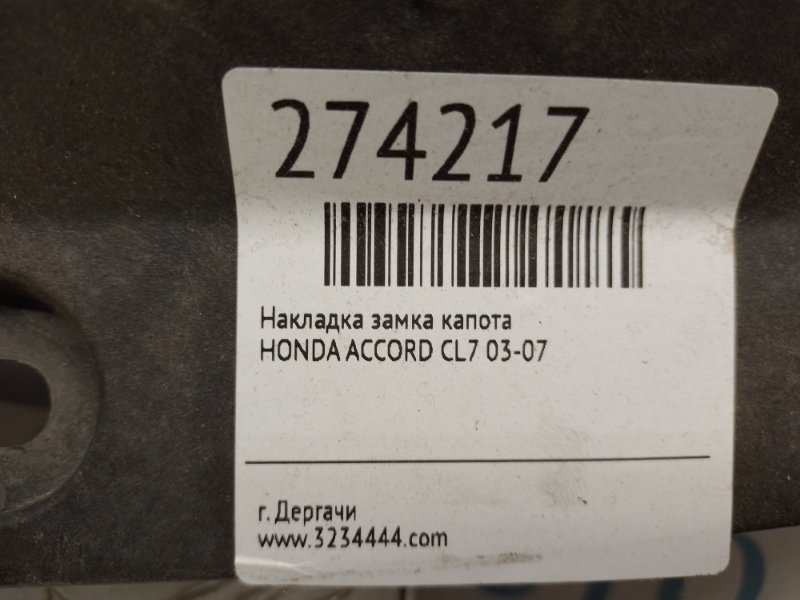 274217
Накладка замка капота
HONDA ACCORD CL7 03-07
г. Дергачи
www.3234444.com